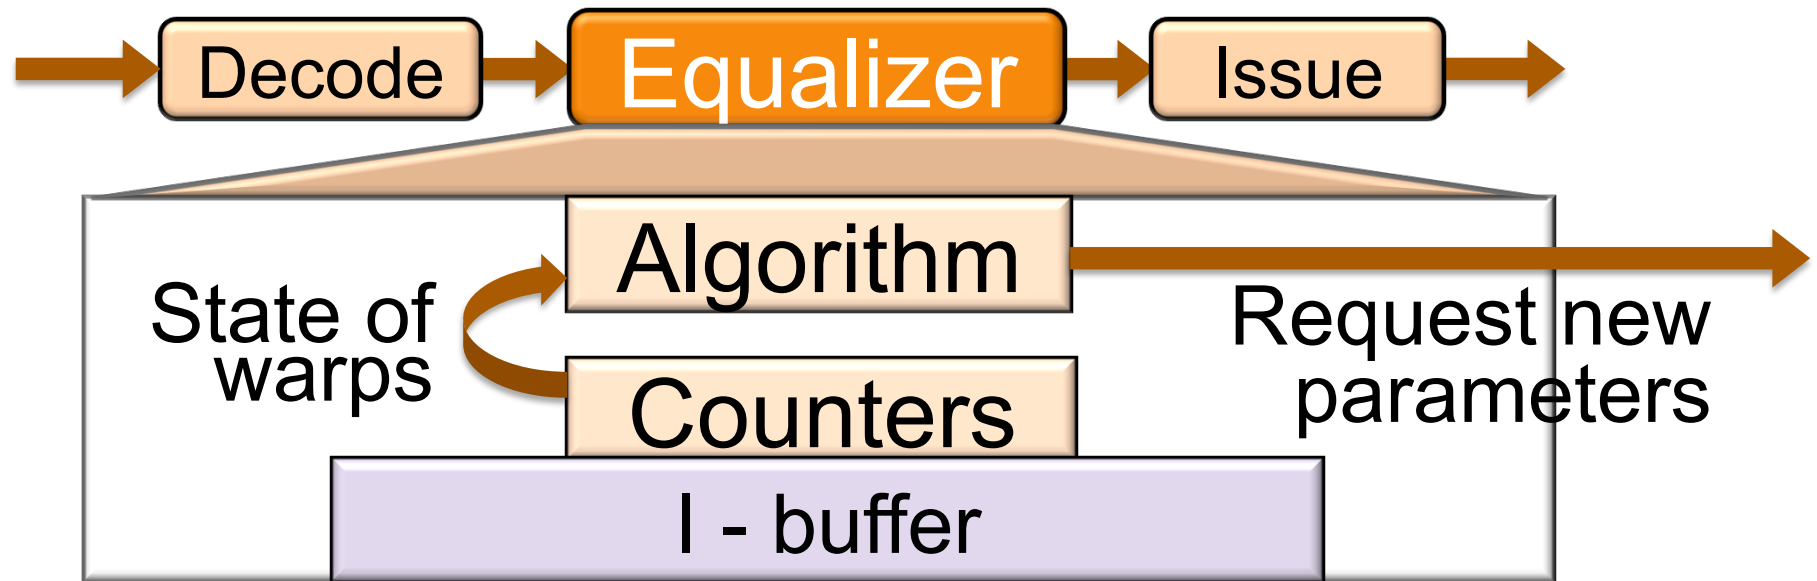 Decode
Equalizer
Issue
Algorithm
State of
warps
Request new
parameters
Counters
I - buffer